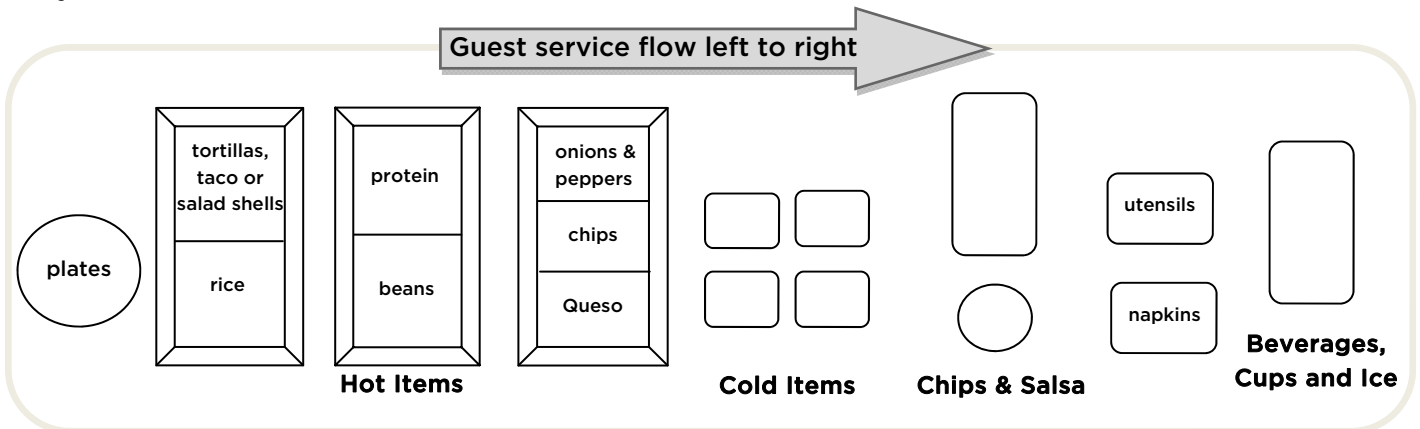 Guest service flow left to right
plates
tortillas,
taco or
salad shells
rice
protein
beans
onions &
peppers
chips
Queso
Hot Items
Cold Items
Chips & Salsa
utensils
napkins
Beverages,
Cups and Ice